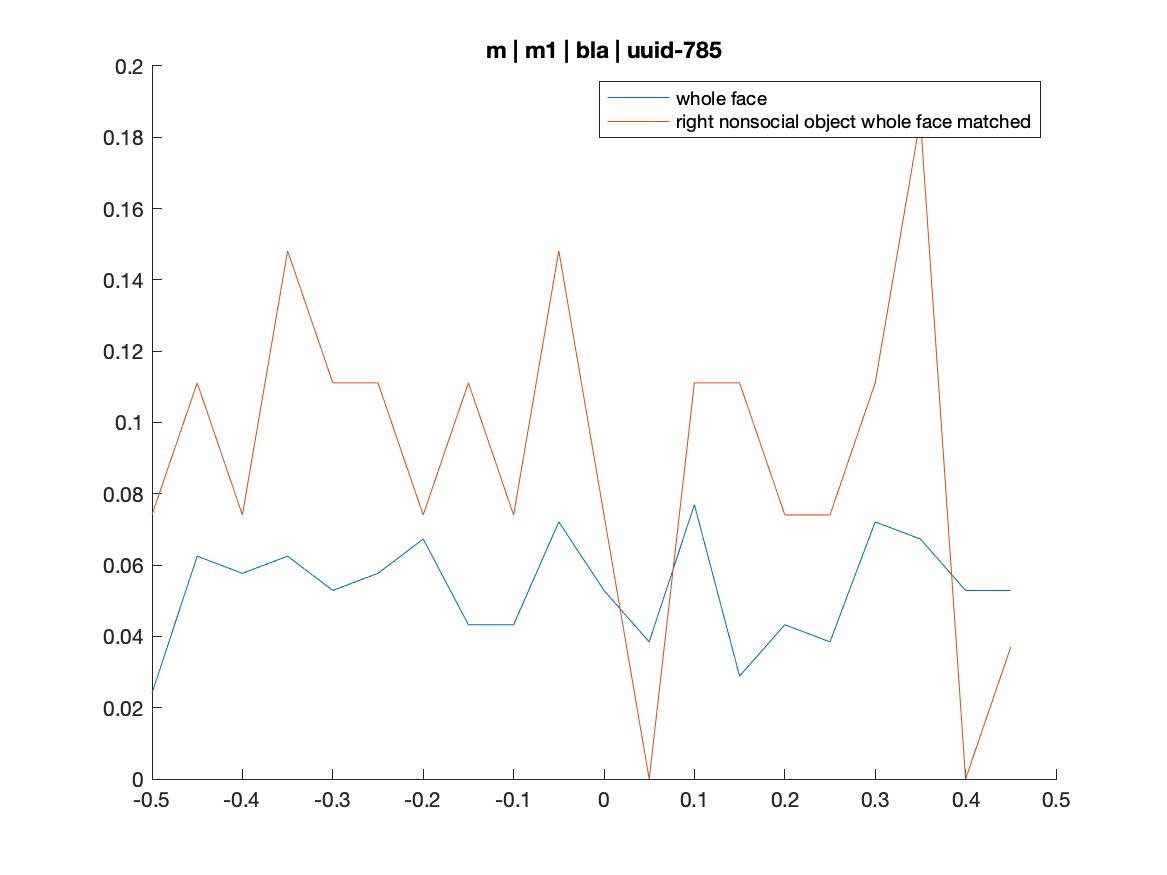 m | m1 | bla | uuid-785
whole face
right nonsocial object whole face matched
0.2
0.18
0.16
0.14
0.12
0.1
0.08
0.06
0.04
0.02
0
-0.5 -0.4 -0.3 -0.2 -0.1 0 0.1 0.2 0.3 0.4 0.5